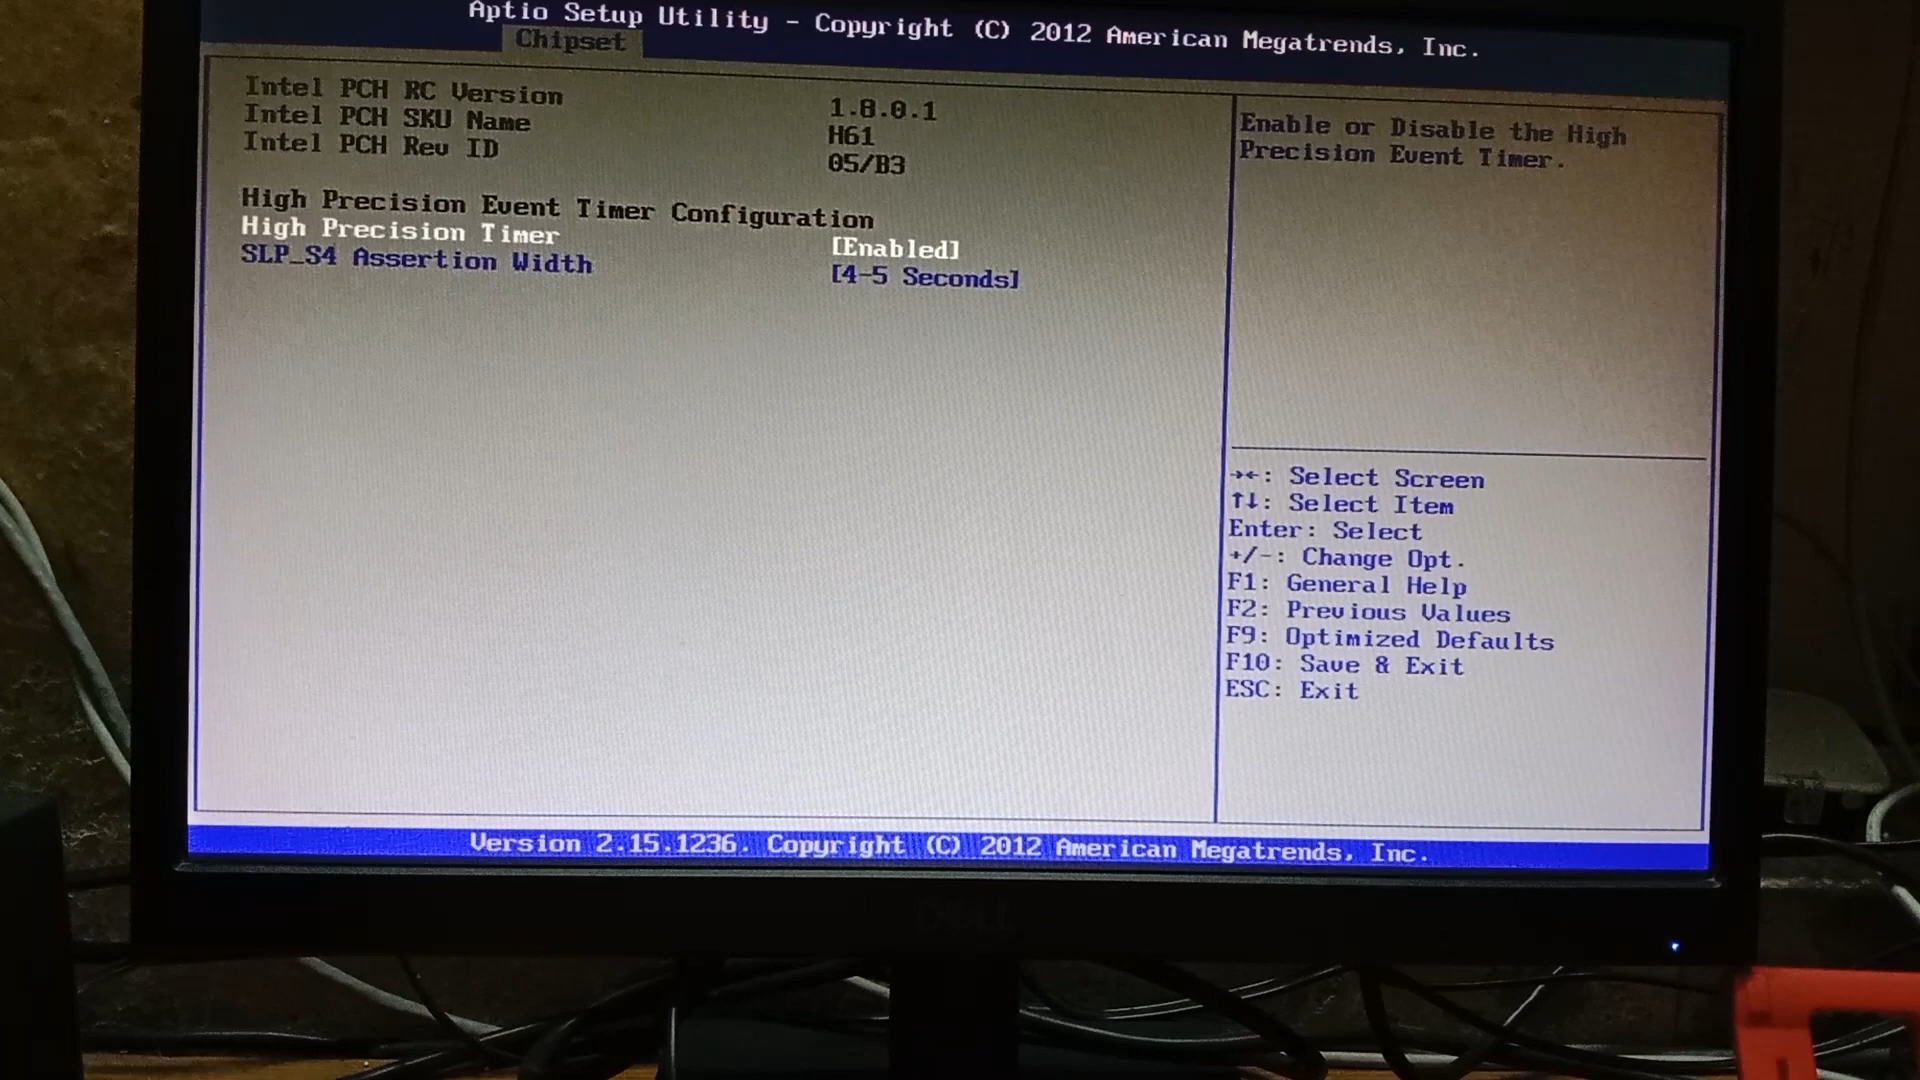 Aptio Setup Utility - Copyright (C) 2012 American Megatrends, Inc.
Chipset
Intel PCH RC Version 1.8.0.1
Intel PCH SKU Name H61
Intel PCH Rev ID 05/B3
High Precision Event Timer Configuration
High Precision Timer [Enabled]
SLP_S4 Assertion Width [4-5 Seconds]
Enable or Disable the High
Precision Event Timer.
→←: Select Screen
↑↓: Select Item
Enter: Select
+/-: Change Opt.
F1: General Help
F2: Previous Values
F9: Optimized Defaults
F10: Save & Exit
ESC: Exit
Version 2.15.1236. Copyright (C) 2012 American Megatrends, Inc.
DELL